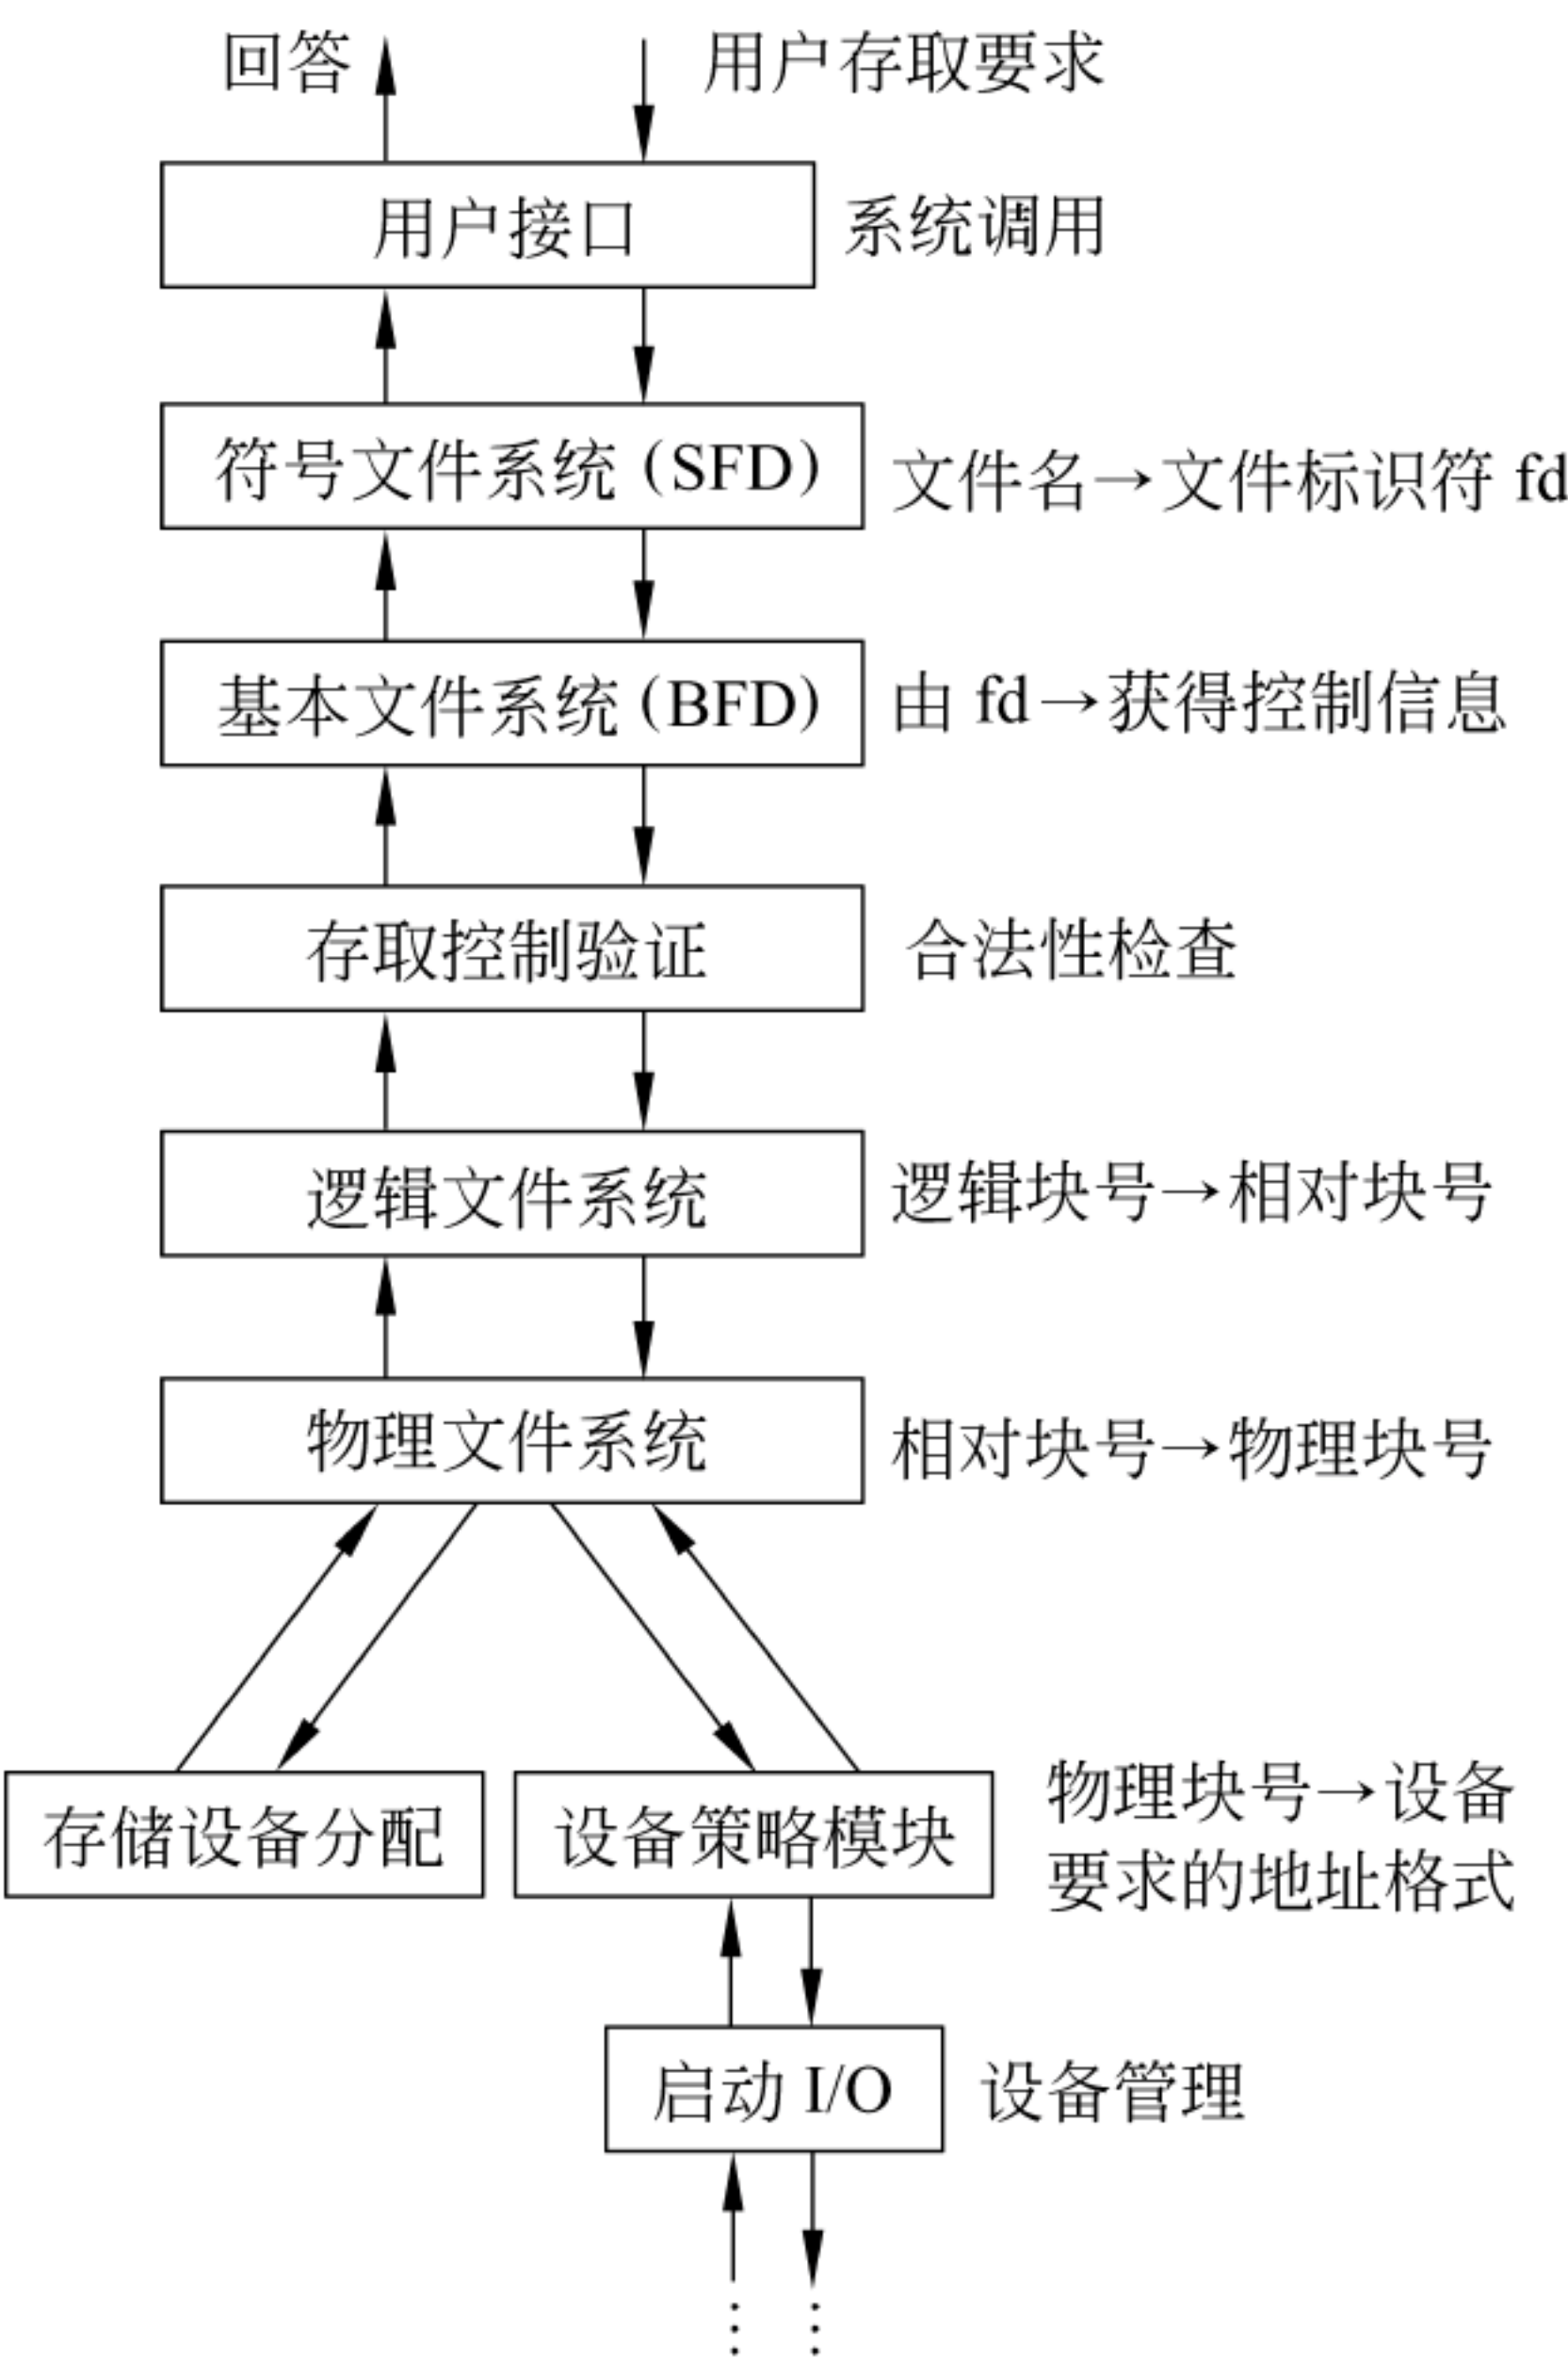 回答
用户存取要求
用户接口
系统调用
符号文件系统(SFD)
文件名→文件标识符 fd
基本文件系统(BFD)
由 fd→获得控制信息
存取控制验证
合法性检查
逻辑文件系统
逻辑块号→相对块号
物理文件系统
相对块号→物理块号
存储设备分配
设备策略模块
物理块号→设备
要求的地址格式
启动 I/O
设备管理